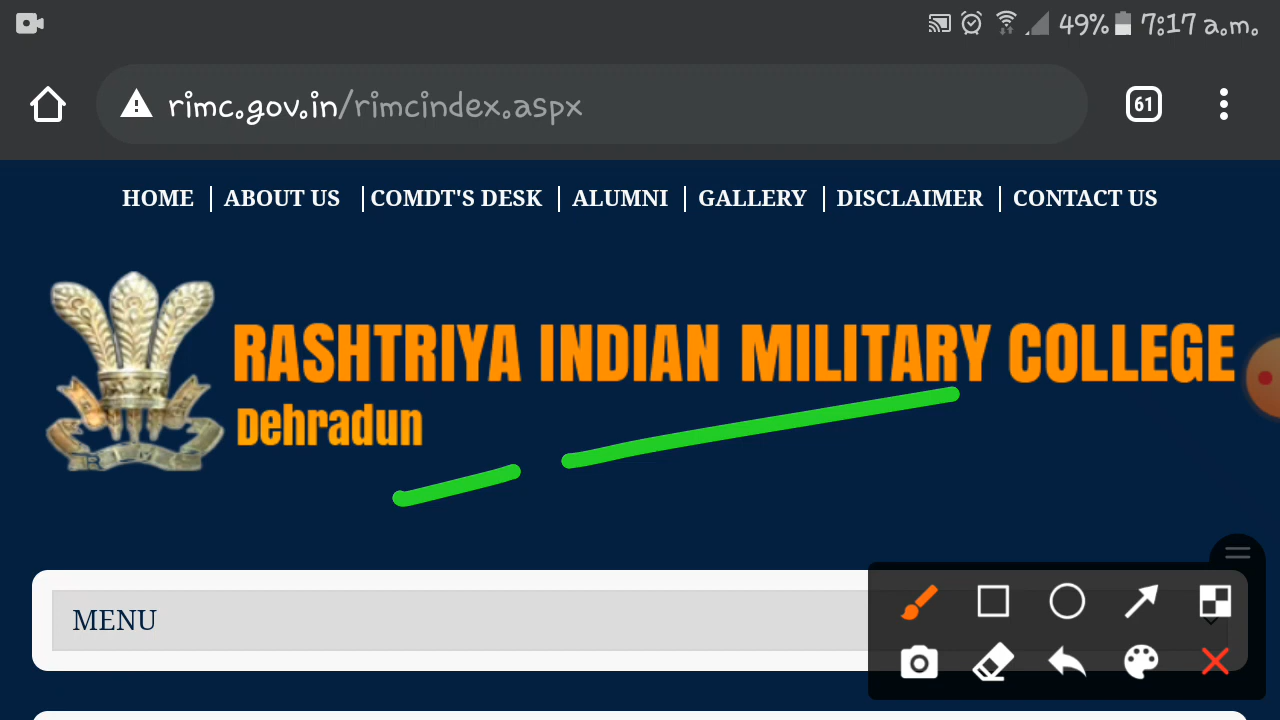 49% 7:17 a.m.
rimc.gov.in/rimcindex.aspx 61
HOME | ABOUT US | COMDT'S DESK | ALUMNI | GALLERY | DISCLAIMER | CONTACT US
RASHTRIYA INDIAN MILITARY COLLEGE
Dehradun
MENU